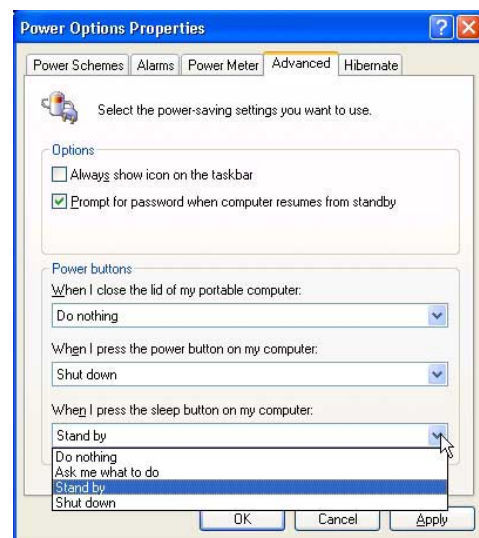 Power Options Properties
Power Schemes Alarms Power Meter Advanced Hibernate
Select the power-saving settings you want to use.
Options
Always show icon on the taskbar
Prompt for password when computer resumes from standby
Power buttons
When I close the lid of my portable computer:
Do nothing
When I press the power button on my computer:
Shut down
When I press the sleep button on my computer:
Stand by
Do nothing
Ask me what to do
Stand by
Shut down
OK Cancel Apply